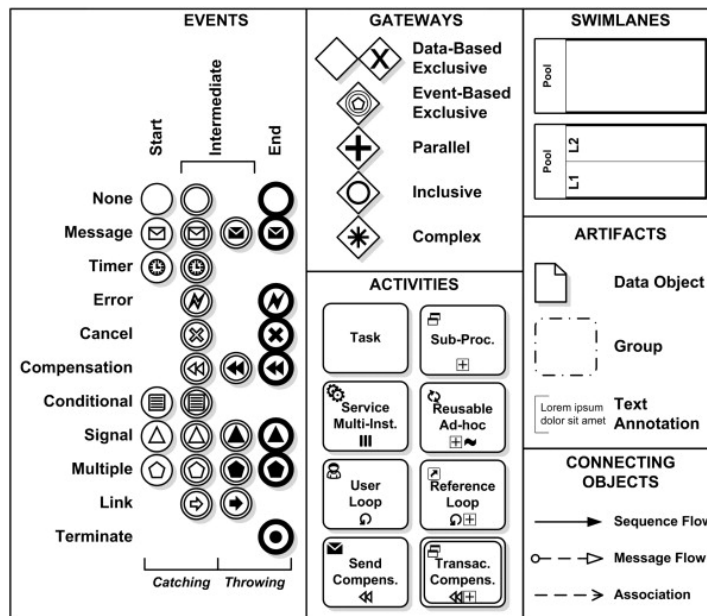 EVENTS
Start
Intermediate
End
None
Message
Timer
Error
Cancel
Compensation
Conditional
Signal
Multiple
Link
Terminate
Catching
Throwing
GATEWAYS
X
Data-Based
Exclusive
Event-Based
Exclusive
Parallel
Inclusive
Complex
ACTIVITIES
Task
Sub-Proc.
Service
Multi-Inst.
Reusable
Ad-hoc
User
Loop
Reference
Loop
Send
Compens.
Transac.
Compens.
SWIMLANES
Pool
Pool
L2
L1
ARTIFACTS
Data Object
Group
Lorem ipsum
dolor sit amet
Text
Annotation
CONNECTING
OBJECTS
Sequence Flow
Message Flow
Association